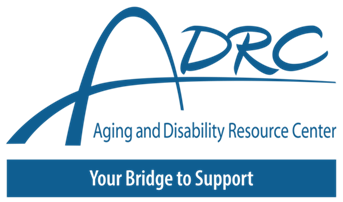 ADRC
Aging and Disability Resource Center
Your Bridge to Support